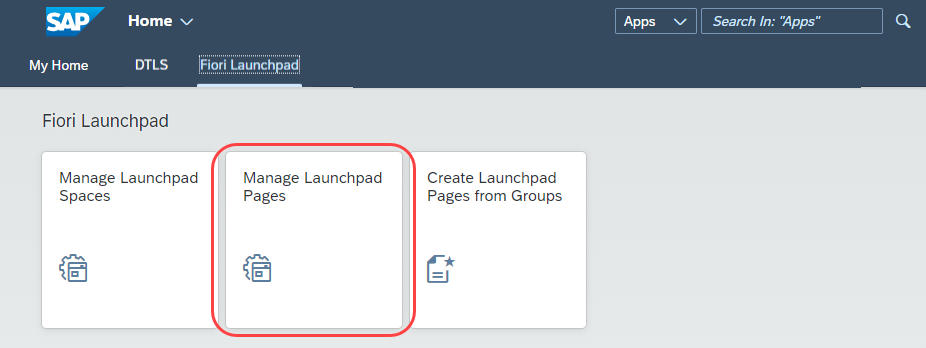 SAP Home Apps Search In: "Apps"
My Home DTLS Fiori Launchpad
Fiori Launchpad
Manage Launchpad
Spaces
Manage Launchpad
Pages
Create Launchpad
Pages from Groups